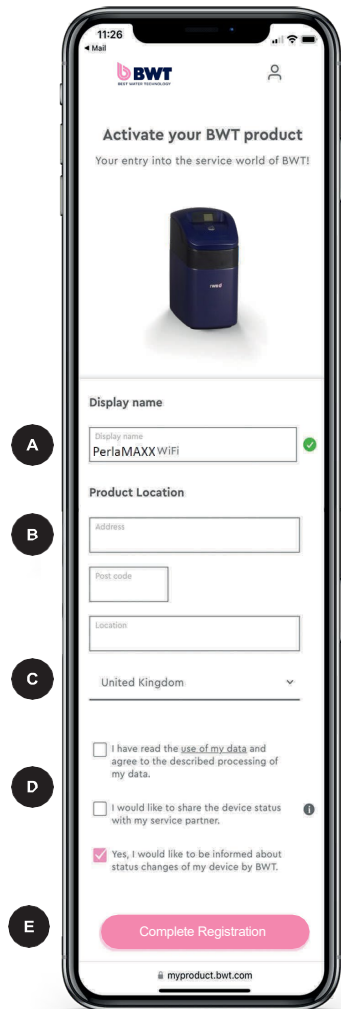 11:26
◀ Mail
BWT
BEST WATER TECHNOLOGY
Activate your BWT product
Your entry into the service world of BWT!
Display name
A
Display name
PerlaMAXX WiFi
Product Location
B
Address
Post code
Location
C
United Kingdom
I have read the use of my data and
agree to the described processing of
my data.
D
I would like to share the device status
with my service partner.
Yes, I would like to be informed about
status changes of my device by BWT.
E
Complete Registration
myproduct.bwt.com